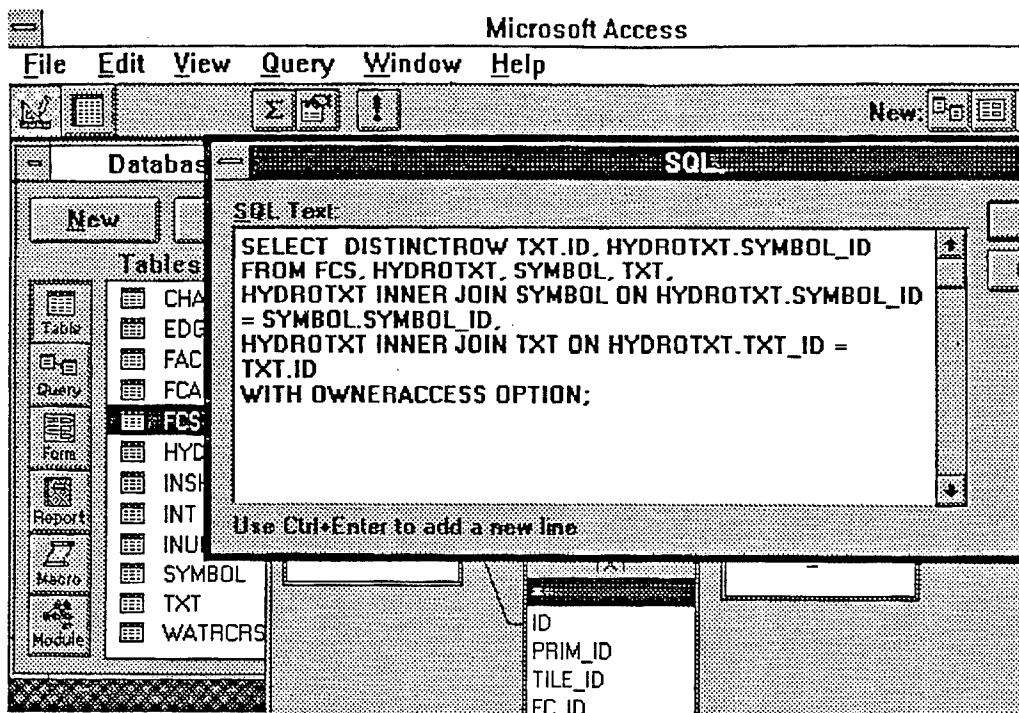 Microsoft Access
File Edit View Query Window Help
New:
Databas
SQL
New
SQL Text:
Tables
SELECT DISTINCTROW TXT.ID, HYDROTXT.SYMBOL_ID
FROM FCS, HYDROTXT, SYMBOL, TXT,
HYDROTXT INNER JOIN SYMBOL ON HYDROTXT.SYMBOL_ID
= SYMBOL.SYMBOL_ID,
HYDROTXT INNER JOIN TXT ON HYDROTXT.TXT_ID =
TXT.ID
WITH OWNERACCESS OPTION;
Use Ctrl+Enter to add a new line
Table
Query
Form
Report
Macro
Module
CHA
EDG
FAC
FCA
FCS
HYD
INSH
INT
INU
SYMBOL
TXT
WATRCRS
*
ID
PRIM_ID
TILE_ID
FC_ID